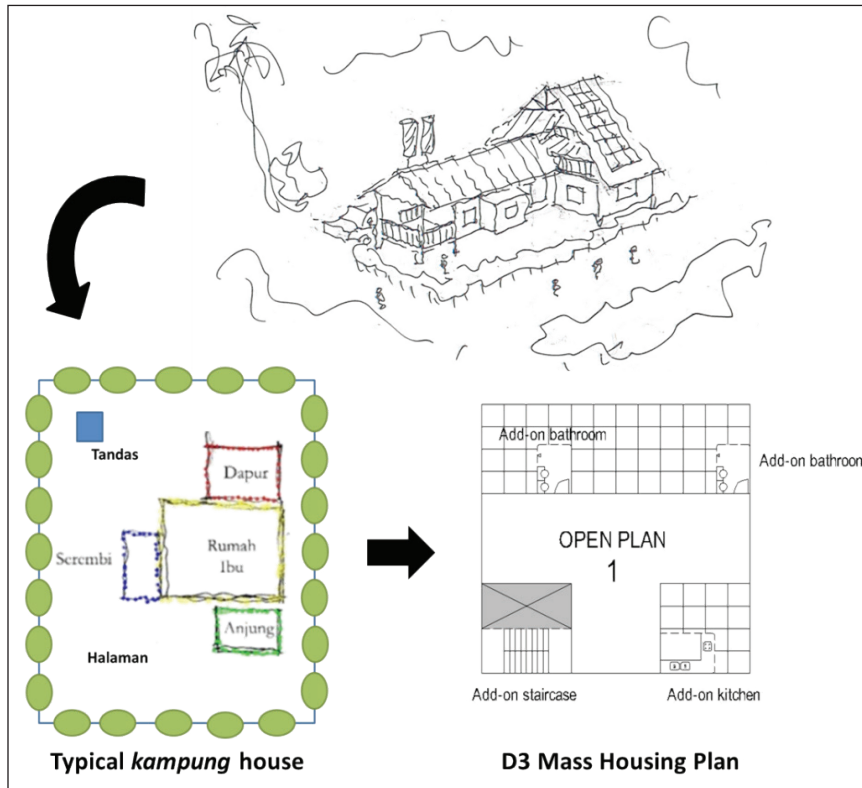 Tandas
Dapur
Serembi
Rumah
Ibu
Anjung
Halaman
Typical kampung house
Add-on bathroom
Add-on bathroom
OPEN PLAN
1
Add-on staircase
Add-on kitchen
D3 Mass Housing Plan